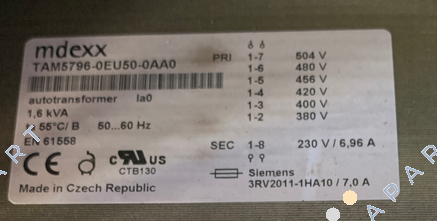 mdexx
TAM5796-0EU50-0AA0
autotransformer Ia0
1,6 kVA
55°C/ B 50...60 Hz
EN 61558
CE c US
CTB130
Made in Czech Republic
PRI 1-7 504 V
1-6 480 V
1-5 456 V
1-4 420 V
1-3 400 V
1-2 380 V
SEC 1-8 230 V / 6,96 A
Siemens
3RV2011-1HA10 / 7,0 A